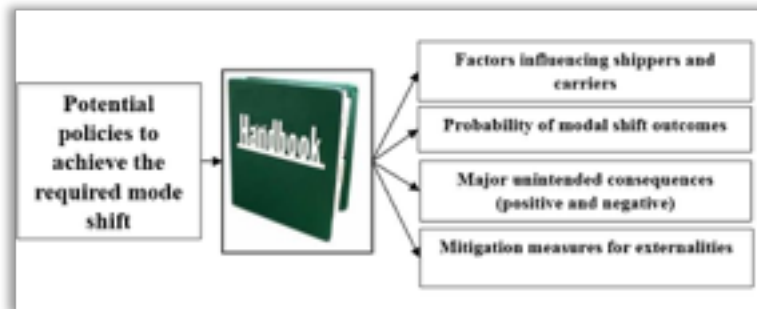 Potential
policies to
achieve the
required mode
shift
Handbook
Factors influencing shippers and
carriers
Probability of modal shift outcomes
Major unintended consequences
(positive and negative)
Mitigation measures for externalities